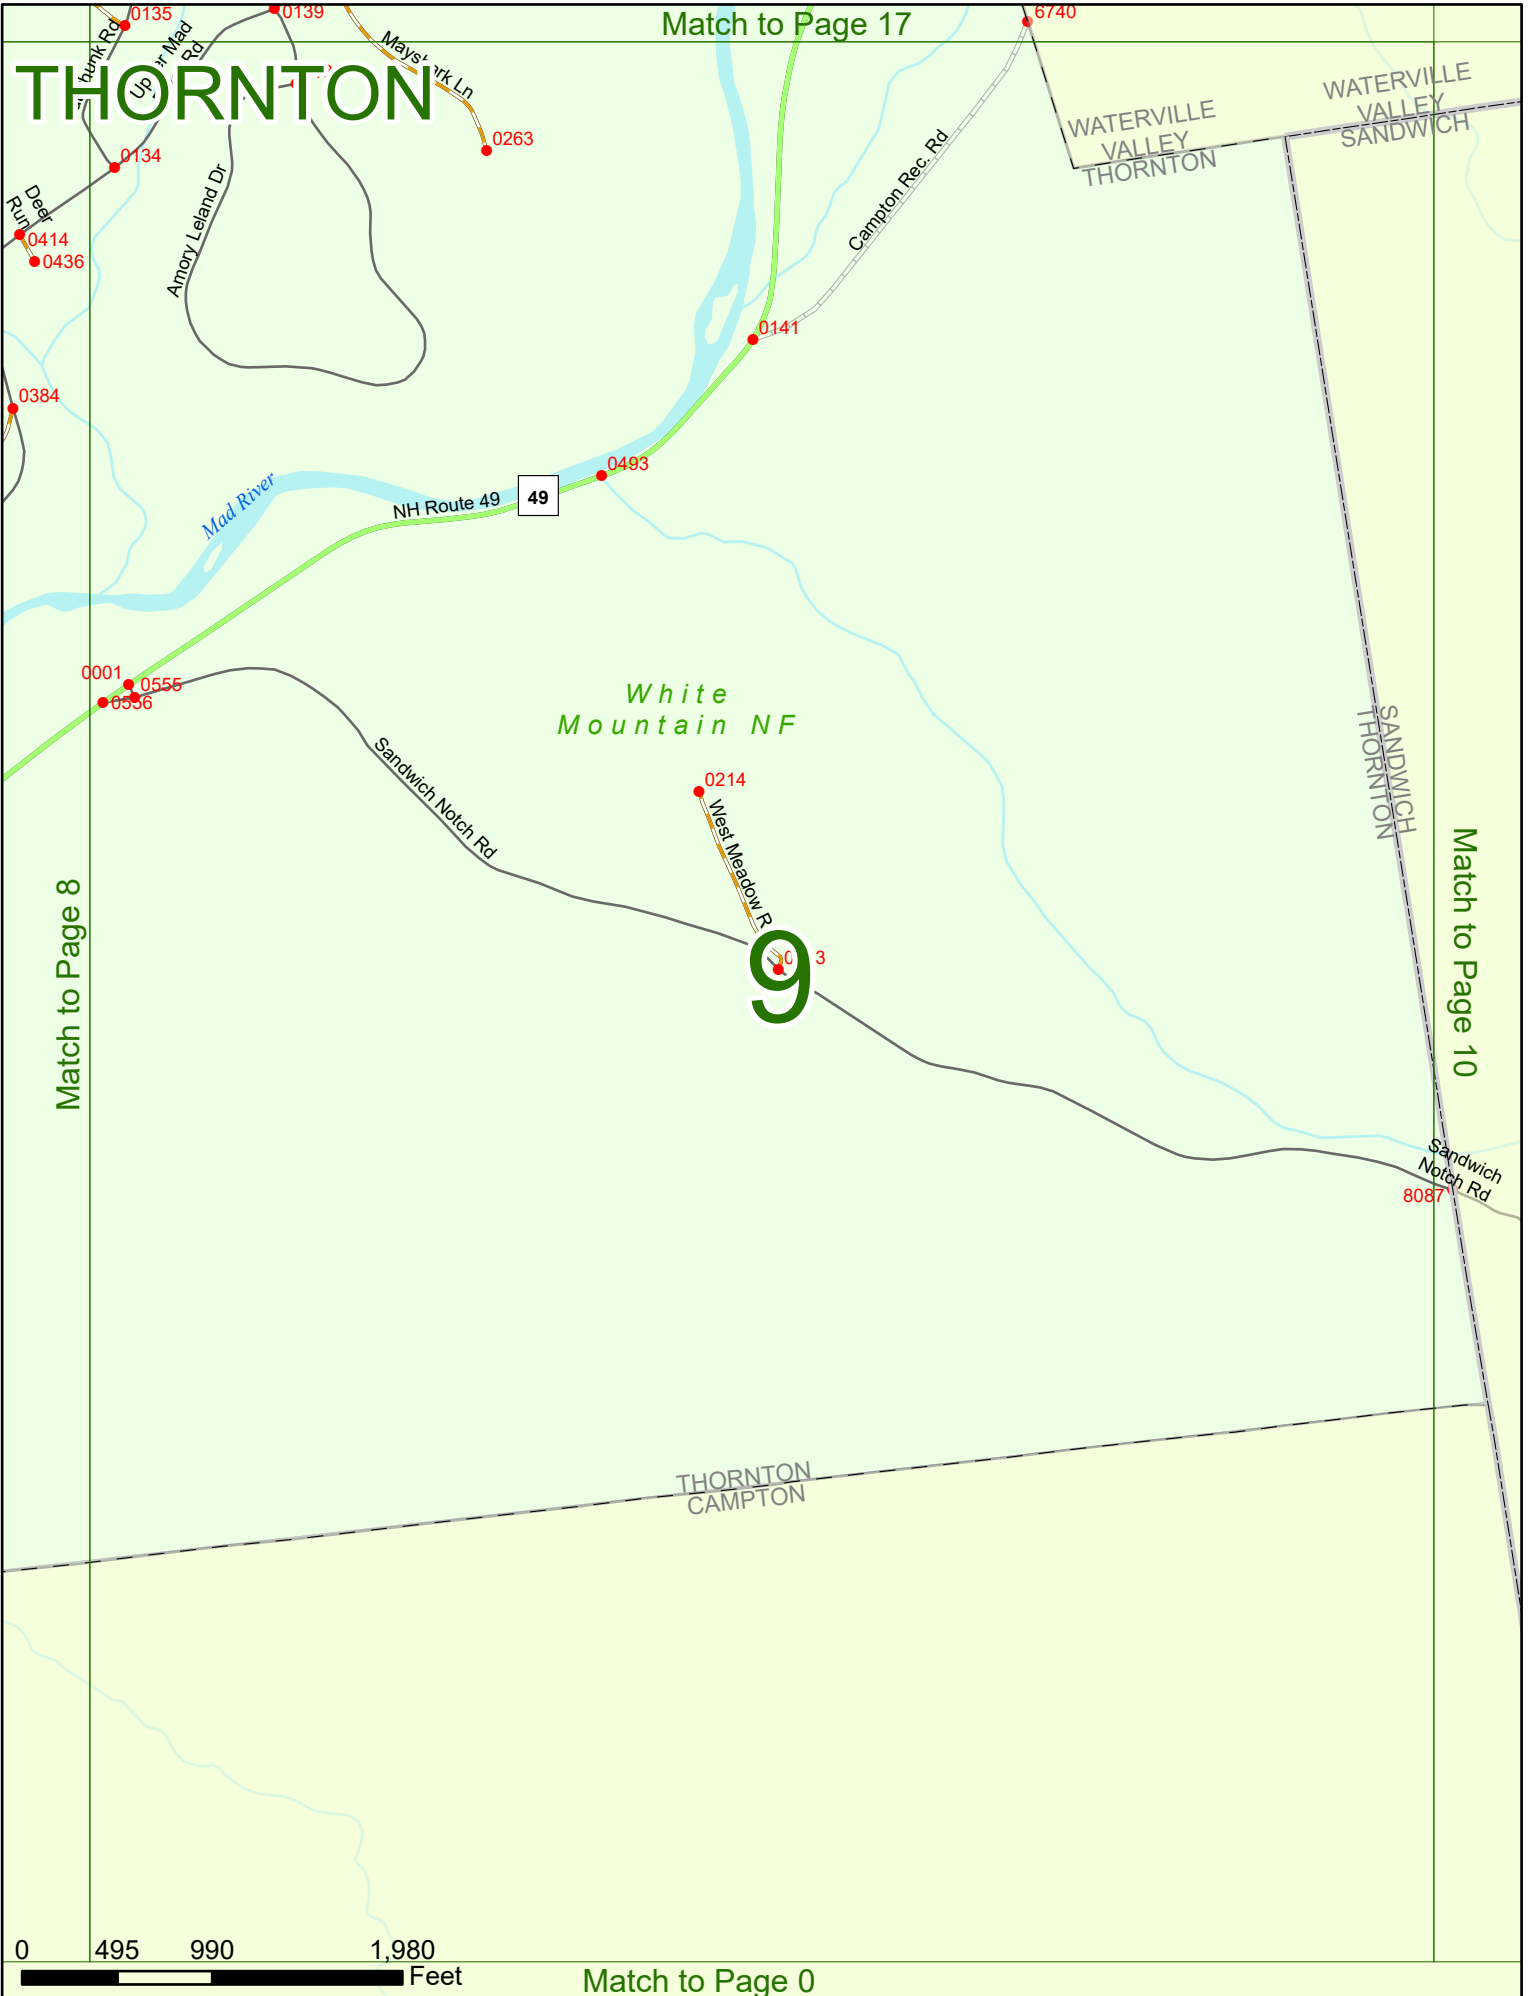 Match to Page 17
0135
0139
6740
Upper Mad
Rd
Mayshark Ln
THORNTON
WATERVILLE
VALLEY
SANDWICH
WATERVILLE
VALLEY
THORNTON
0263
0134
Campton Rec. Rd
Deer
Run
0414
0436
Amory Leland Dr
0141
0384
0493
Mad River
NH Route 49
49
0001
0555
0556
White
Mountain NF
Sandwich Notch Rd
0214
West Meadow R
SANDWICH
THORNTON
Match to Page 8
Match to Page 10
9
Sandwich
Notch Rd
8087
THORNTON
CAMPTON
0 495 990 1,980
Feet
Match to Page 0